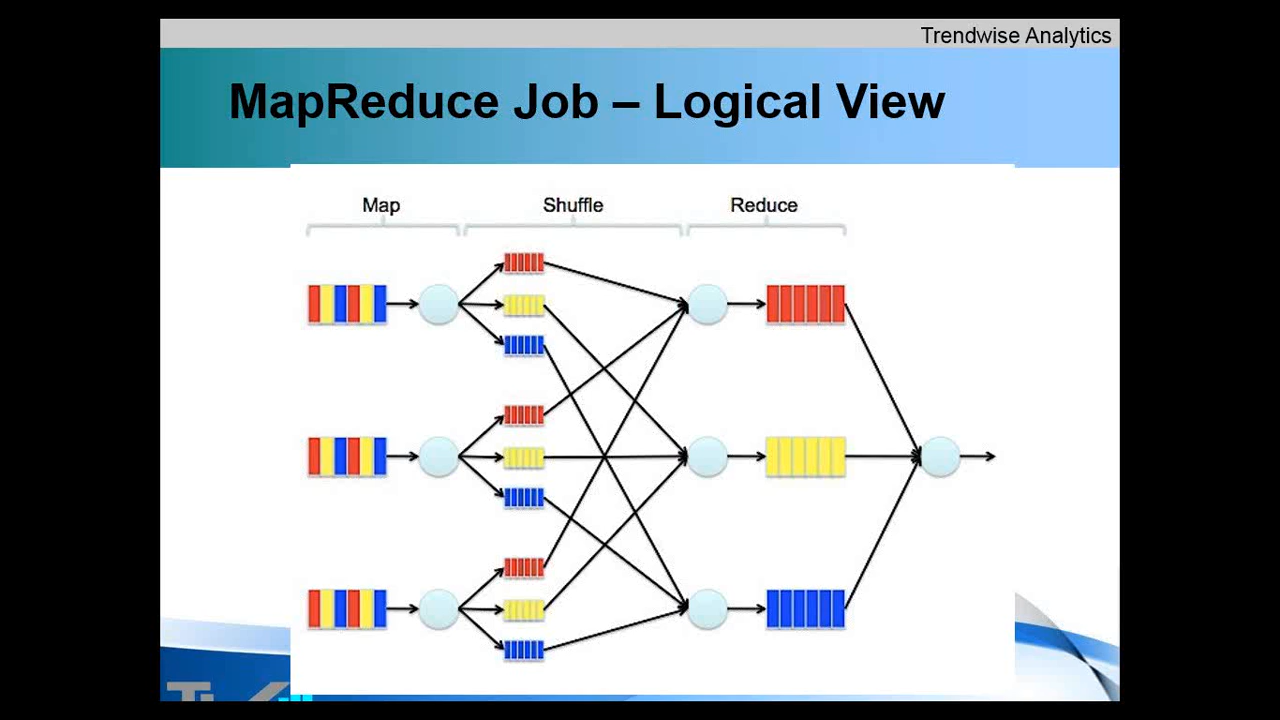 Trendwise Analytics
MapReduce Job – Logical View
Map Shuffle Reduce